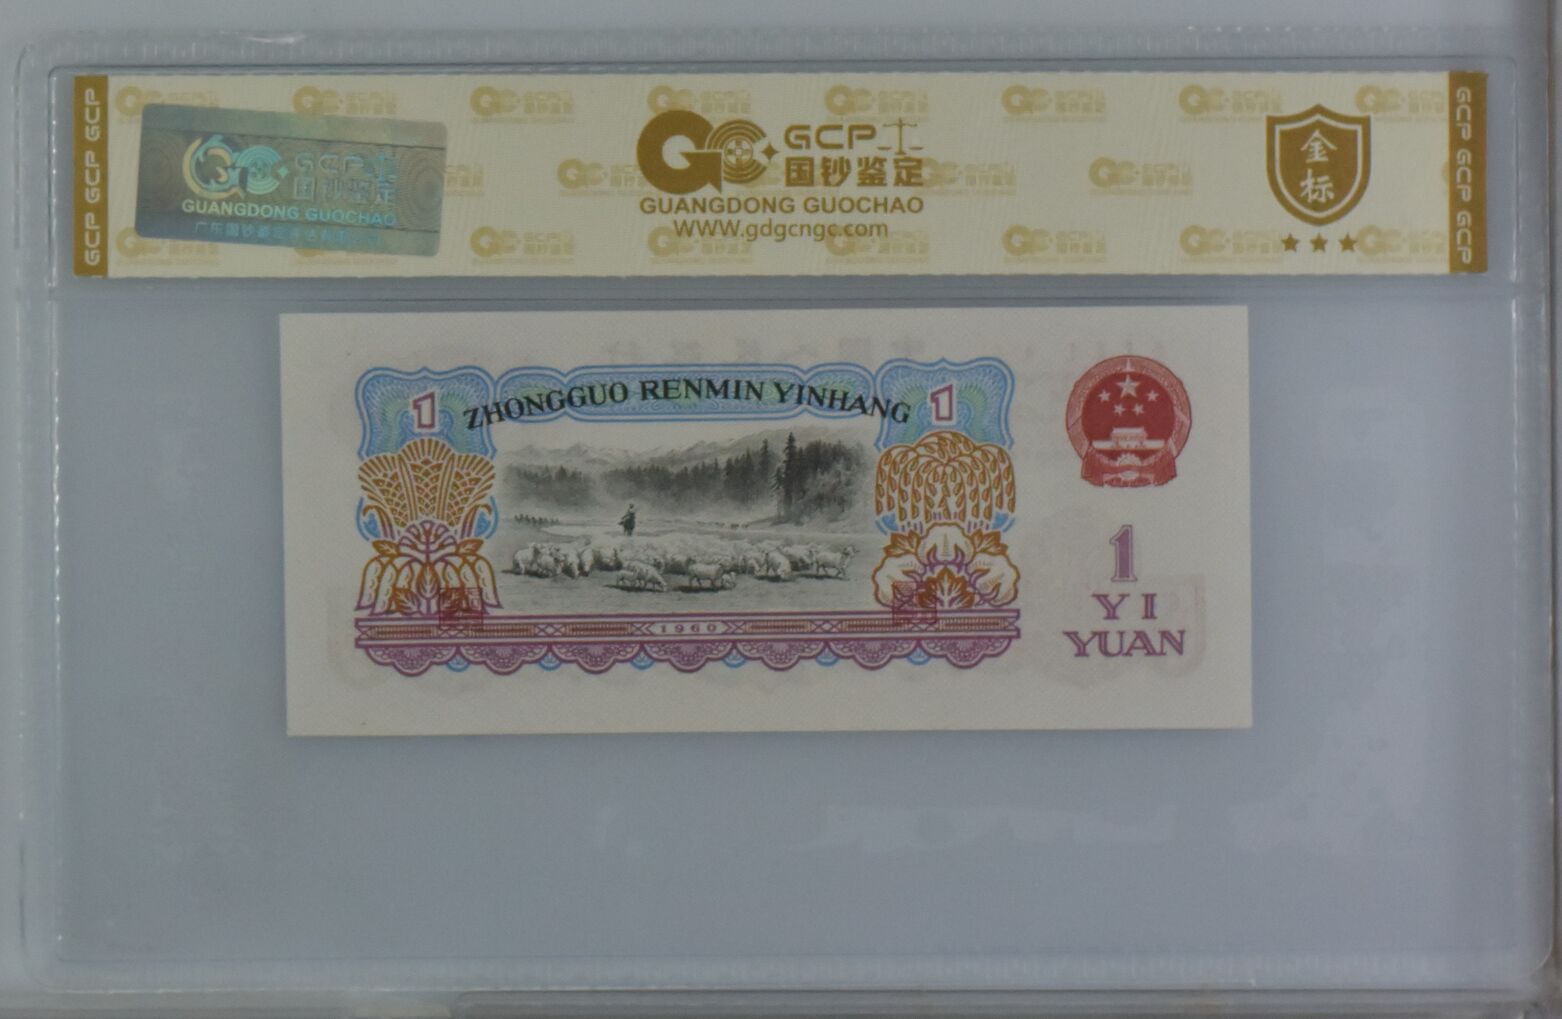 GCP GCP GCP
GCP
国钞鉴定
GUANGDONG GUOCHAO
GCP
国钞鉴定
GUANGDONG GUOCHAO
WWW.gdgcngc.com
金
标
GCP GCP GCP
ZHONGGUO RENMIN YINHANG
1
1
1960
1
YI
YUAN